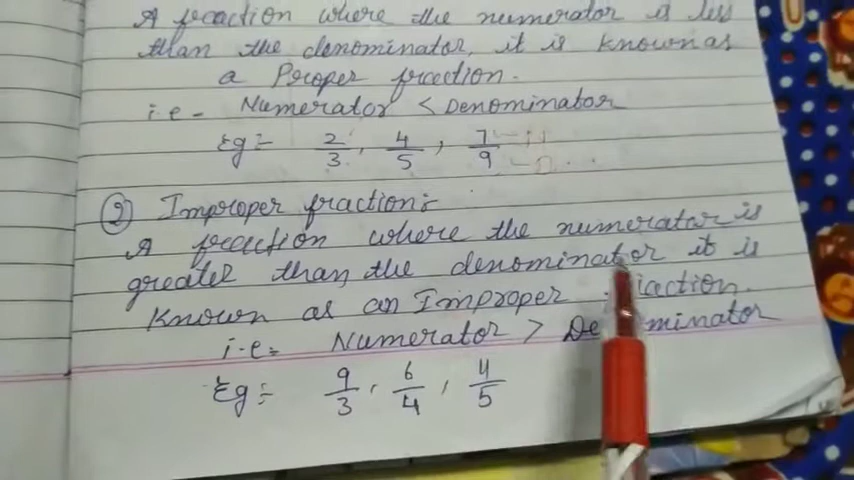 A fraction where the numerator is less
than the denominator, it is known as
a Proper fraction.
i.e - Numerator < Denominator
Eg = 2/3, 4/5, 7/9
② Improper fraction:
A fraction where the numerator is
greater than the denominator it is
known as an Improper fraction.
i.e = Numerator > Denominator
Eg = 9/3, 6/4, 4/5